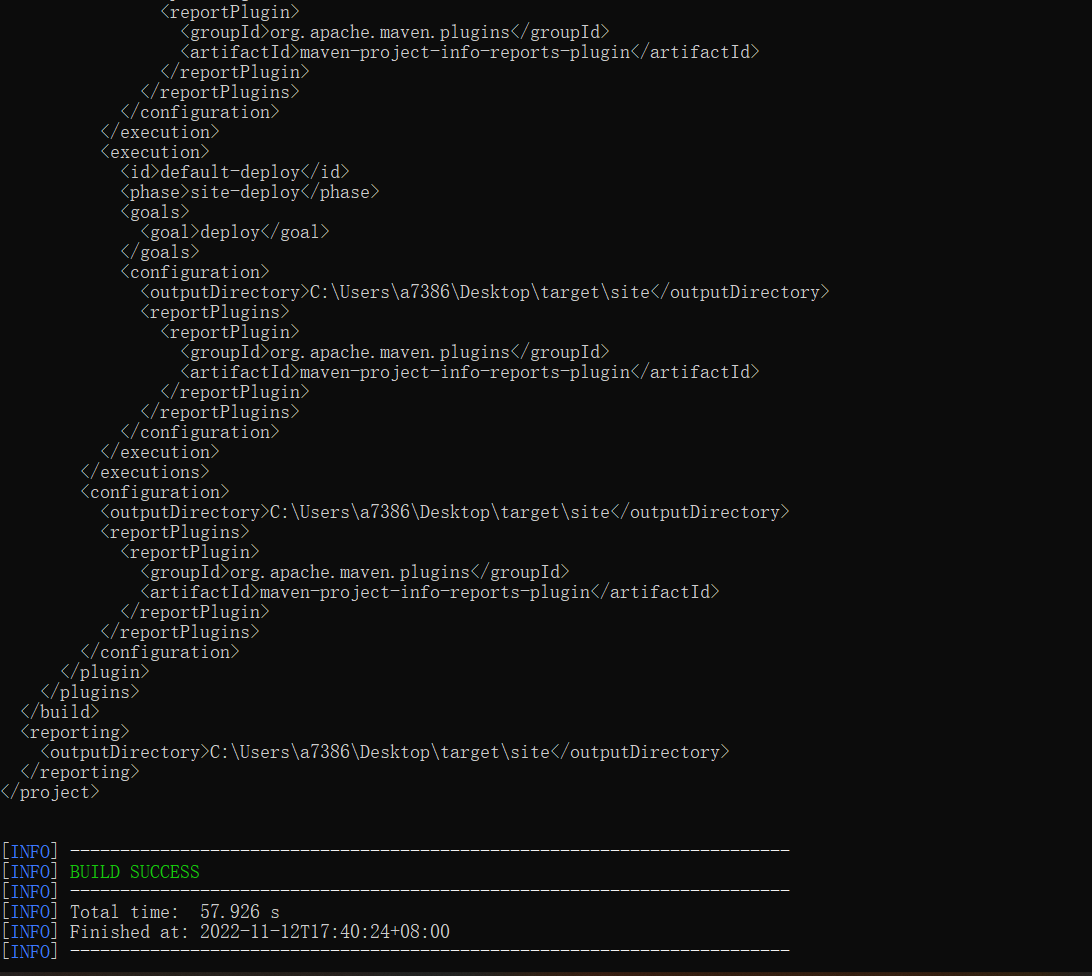 <reportPlugin>
<groupId>org.apache.maven.plugins</groupId>
<artifactId>maven-project-info-reports-plugin</artifactId>
</reportPlugin>
</reportPlugins>
</configuration>
</execution>
<execution>
<id>default-deploy</id>
<phase>site-deploy</phase>
<goals>
<goal>deploy</goal>
</goals>
<configuration>
<outputDirectory>C:\Users\a7386\Desktop\target\site</outputDirectory>
<reportPlugins>
<reportPlugin>
<groupId>org.apache.maven.plugins</groupId>
<artifactId>maven-project-info-reports-plugin</artifactId>
</reportPlugin>
</reportPlugins>
</configuration>
</execution>
</executions>
<configuration>
<outputDirectory>C:\Users\a7386\Desktop\target\site</outputDirectory>
<reportPlugins>
<reportPlugin>
<groupId>org.apache.maven.plugins</groupId>
<artifactId>maven-project-info-reports-plugin</artifactId>
</reportPlugin>
</reportPlugins>
</configuration>
</plugin>
</plugins>
</build>
<reporting>
<outputDirectory>C:\Users\a7386\Desktop\target\site</outputDirectory>
</reporting>
</project>
[INFO] ------------------------------------------------------------------------
[INFO] BUILD SUCCESS
[INFO] ------------------------------------------------------------------------
[INFO] Total time:  57.926 s
[INFO] Finished at: 2022-11-12T17:40:24+08:00
[INFO] ------------------------------------------------------------------------